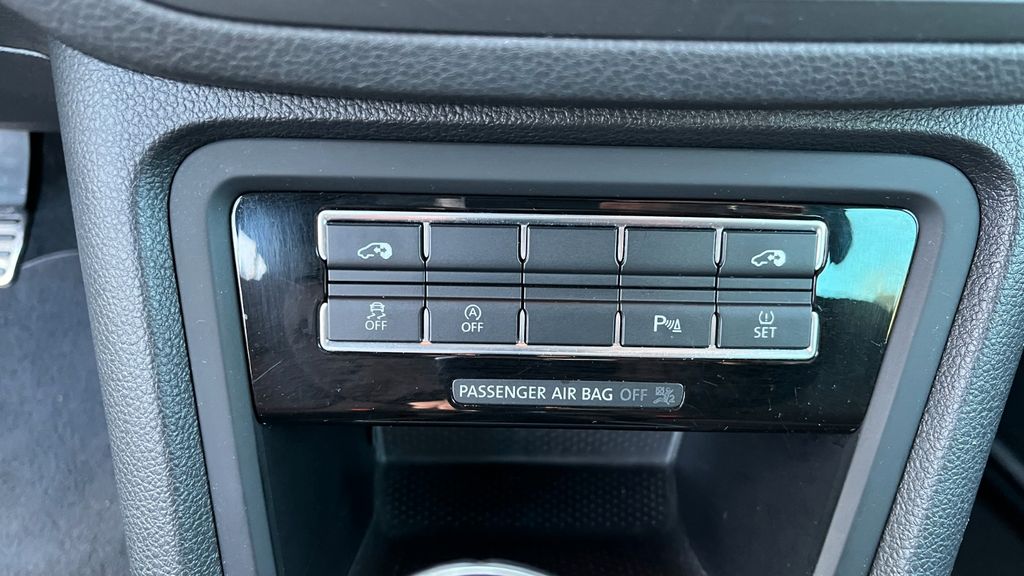 OFF
A
OFF
P
SET
PASSENGER AIR BAG OFF